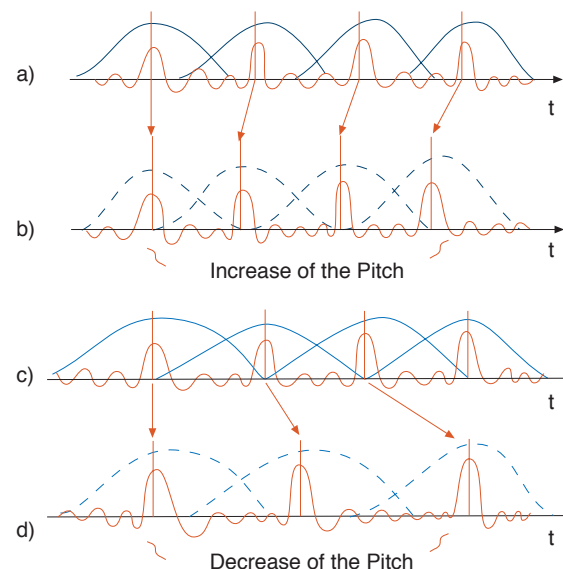 a)
t
b)
t
Increase of the Pitch
c)
t
d)
t
Decrease of the Pitch